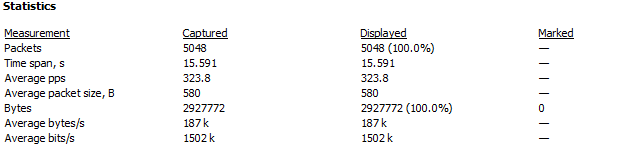 Statistics
Measurement Captured Displayed Marked
Packets 5048 5048 (100.0%) —
Time span, s 15.591 15.591 —
Average pps 323.8 323.8 —
Average packet size, B 580 580 —
Bytes 2927772 2927772 (100.0%) 0
Average bytes/s 187 k 187 k —
Average bits/s 1502 k 1502 k —